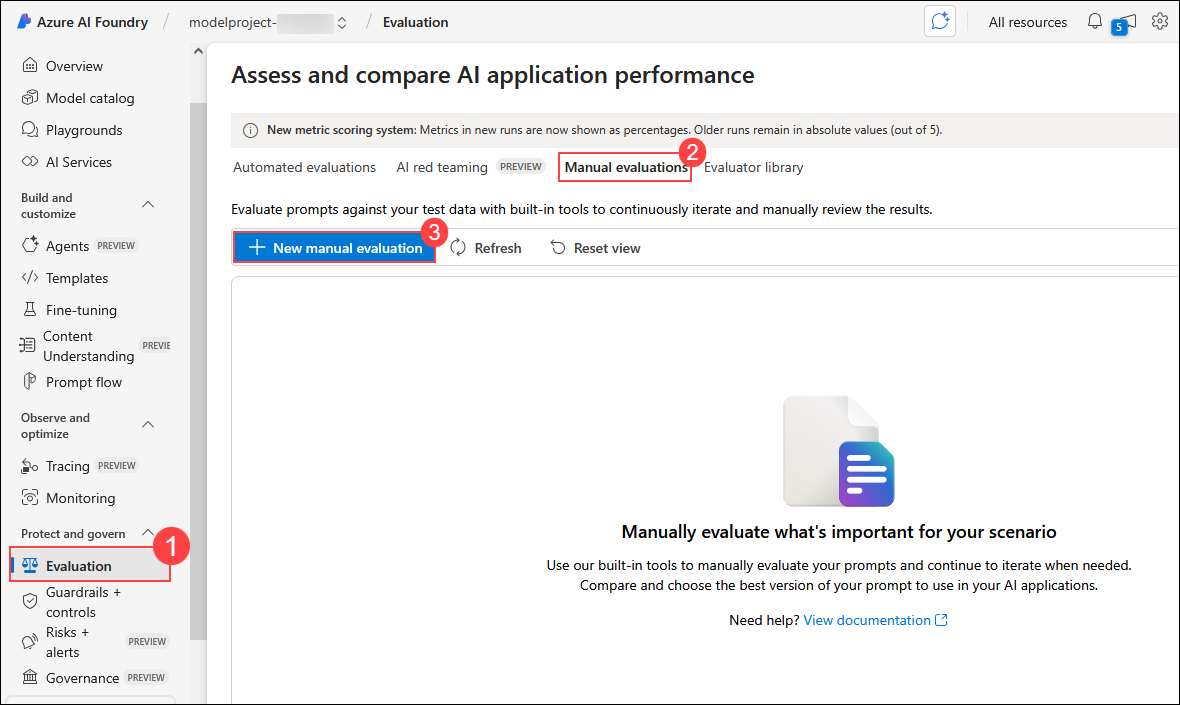 Azure AI Foundry / modelproject- / Evaluation
All resources
5
Overview
Model catalog
Playgrounds
AI Services
Build and
customize
Agents PREVIEW
Templates
Fine-tuning
Content
Understanding
PREVIE
Prompt flow
Observe and
optimize
Tracing PREVIEW
Monitoring
Protect and govern
1
Evaluation
Guardrails +
controls
Risks +
alerts
PREVIEW
Governance PREVIEW
Assess and compare AI application performance
New metric scoring system: Metrics in new runs are now shown as percentages. Older runs remain in absolute values (out of 5).
Automated evaluations AI red teaming PREVIEW Manual evaluations 2 Evaluator library
Evaluate prompts against your test data with built-in tools to continuously iterate and manually review the results.
New manual evaluation 3 Refresh Reset view
Manually evaluate what's important for your scenario
Use our built-in tools to manually evaluate your prompts and continue to iterate when needed.
Compare and choose the best version of your prompt to use in your AI applications.
Need help? View documentation